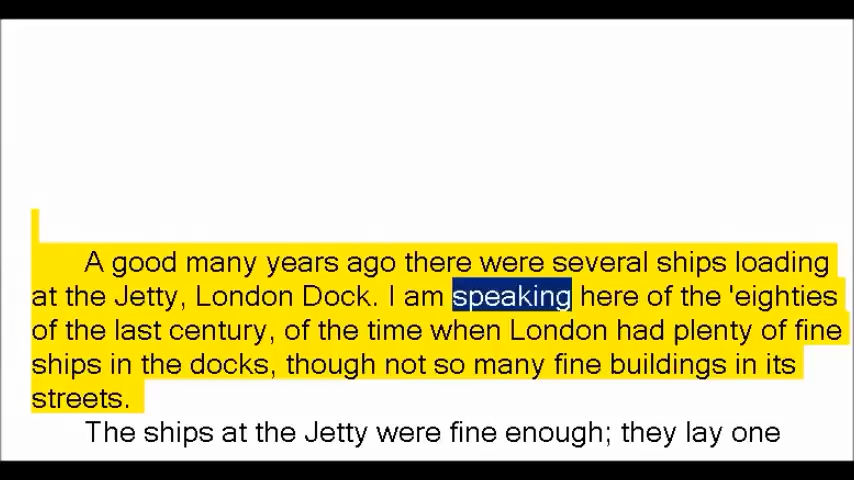 A good many years ago there were several ships loading
at the Jetty, London Dock. I am speaking here of the 'eighties
of the last century, of the time when London had plenty of fine
ships in the docks, though not so many fine buildings in its
streets.
The ships at the Jetty were fine enough; they lay one